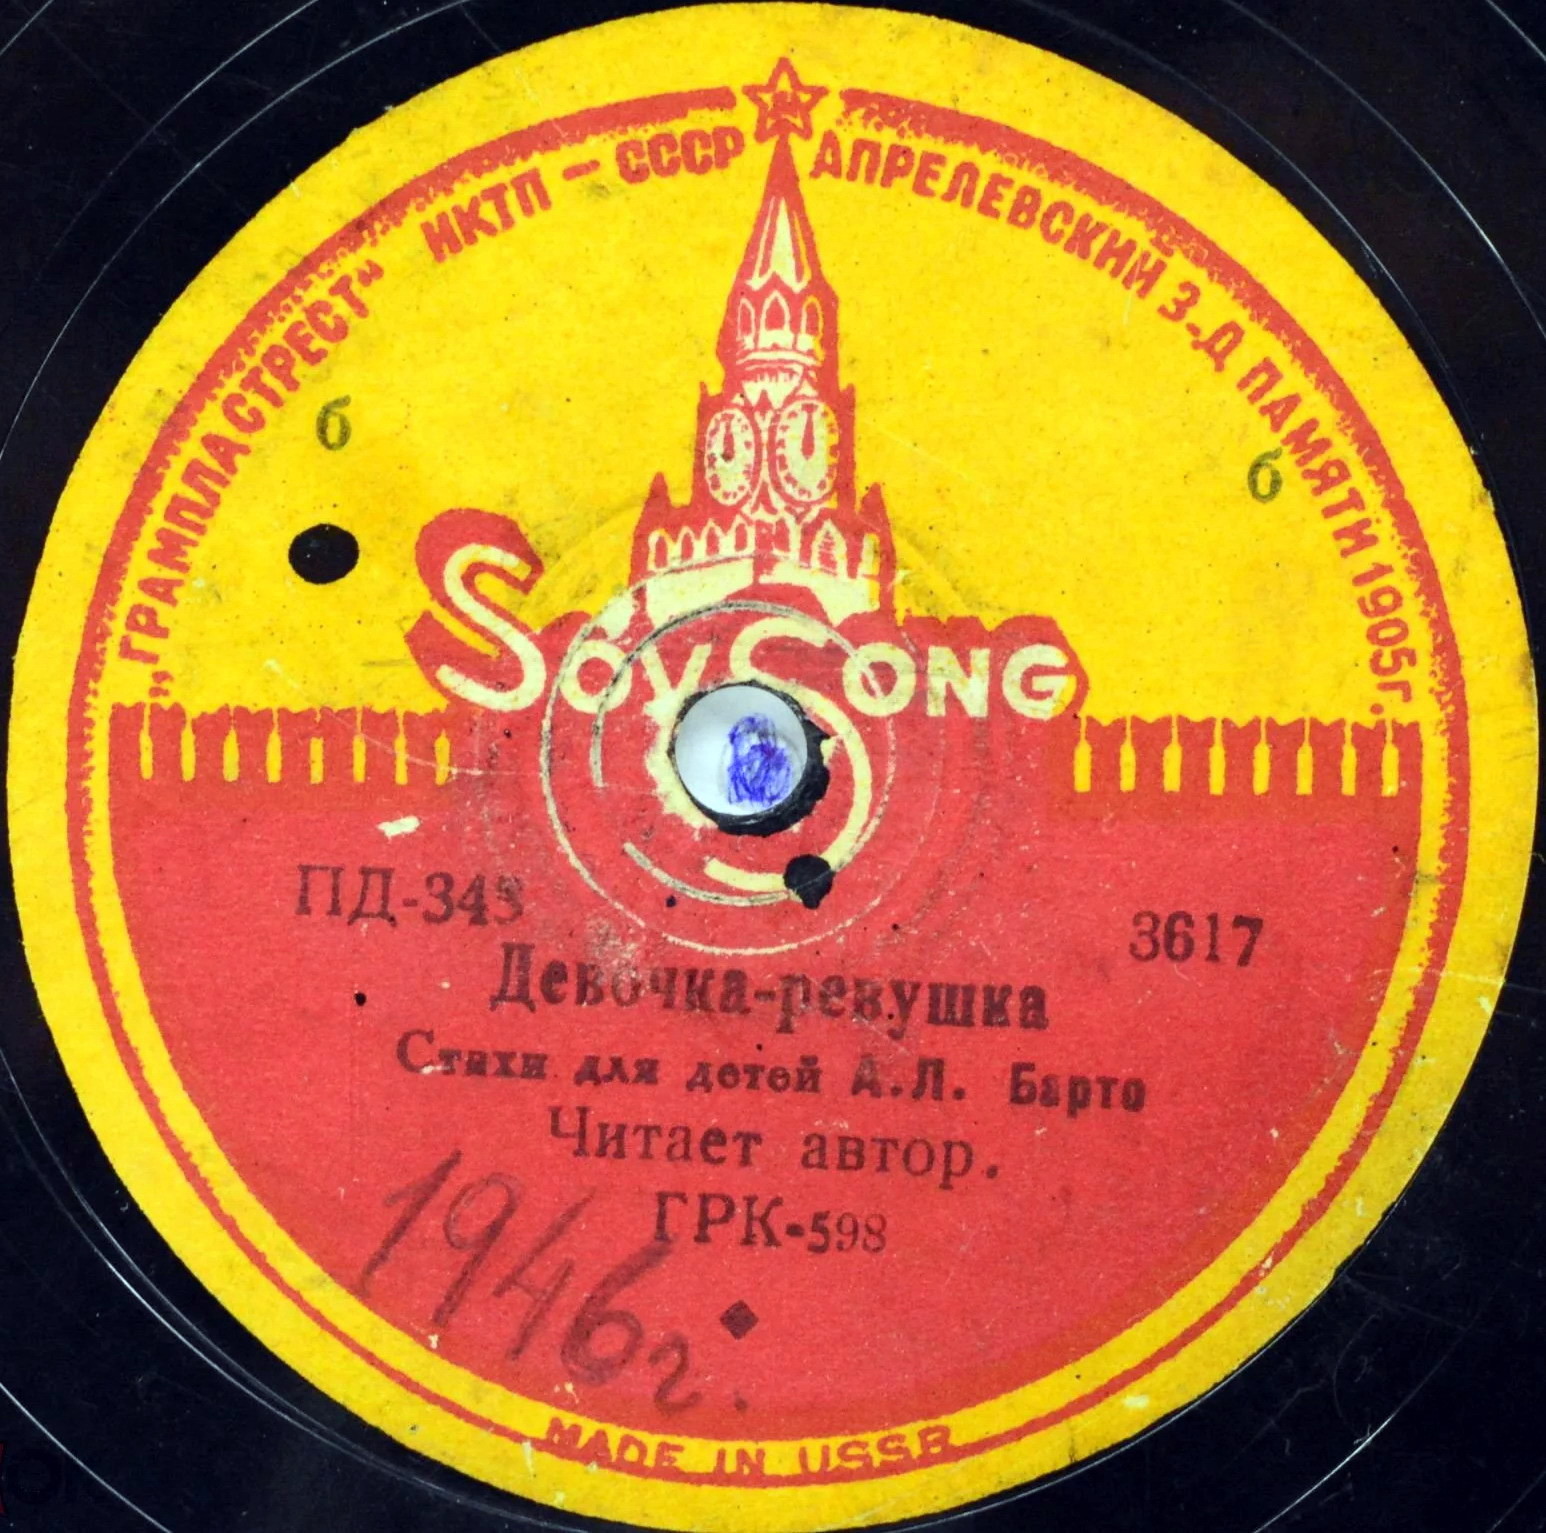 „ГРАМПЛАСТРЕСТ“ НКТП — СССР АПРЕЛЕВСКИЙ З-Д ПАМЯТИ 1905г.
б б
SovSong
ПД-343 3617
Девочка-ревушка
Стихи для детей А.Л. Барто
Читает автор.
ГРК-598
1946 г.
MADE IN USSR